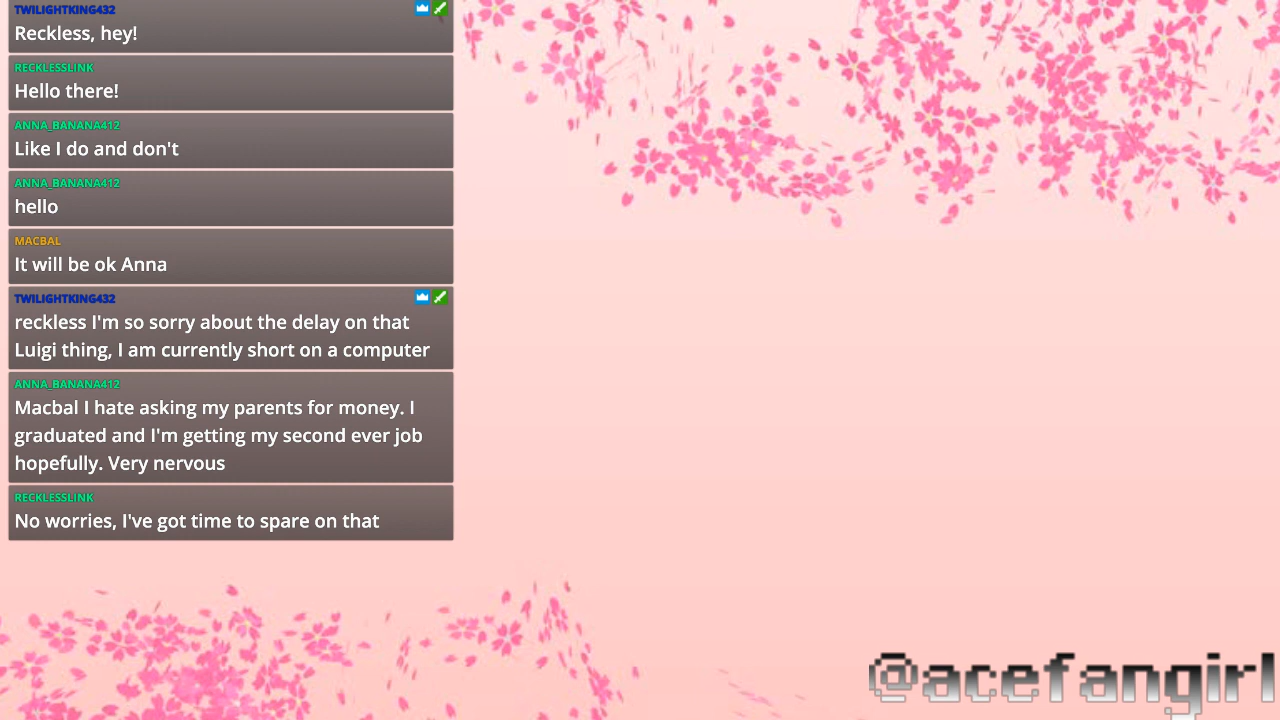 TWILIGHTKING432
Reckless, hey!
RECKLESSLINK
Hello there!
ANNA_BANANA412
Like I do and don't
ANNA_BANANA412
hello
MACBAL
It will be ok Anna
TWILIGHTKING432
reckless I'm so sorry about the delay on that
Luigi thing, I am currently short on a computer
ANNA_BANANA412
Macbal I hate asking my parents for money. I
graduated and I'm getting my second ever job
hopefully. Very nervous
RECKLESSLINK
No worries, I've got time to spare on that
@acefangirl